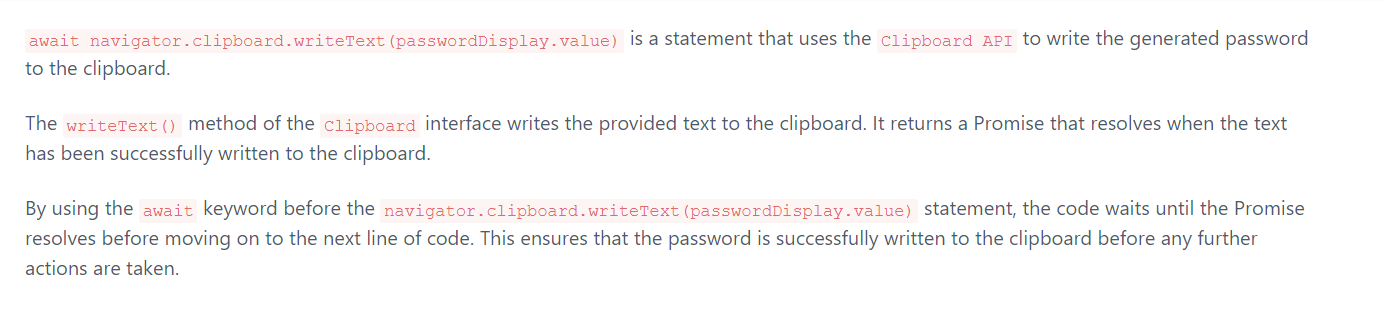 await navigator.clipboard.writeText(passwordDisplay.value) is a statement that uses the Clipboard API to write the generated password
to the clipboard.
The writeText() method of the Clipboard interface writes the provided text to the clipboard. It returns a Promise that resolves when the text
has been successfully written to the clipboard.
By using the await keyword before the navigator.clipboard.writeText(passwordDisplay.value) statement, the code waits until the Promise
resolves before moving on to the next line of code. This ensures that the password is successfully written to the clipboard before any further
actions are taken.